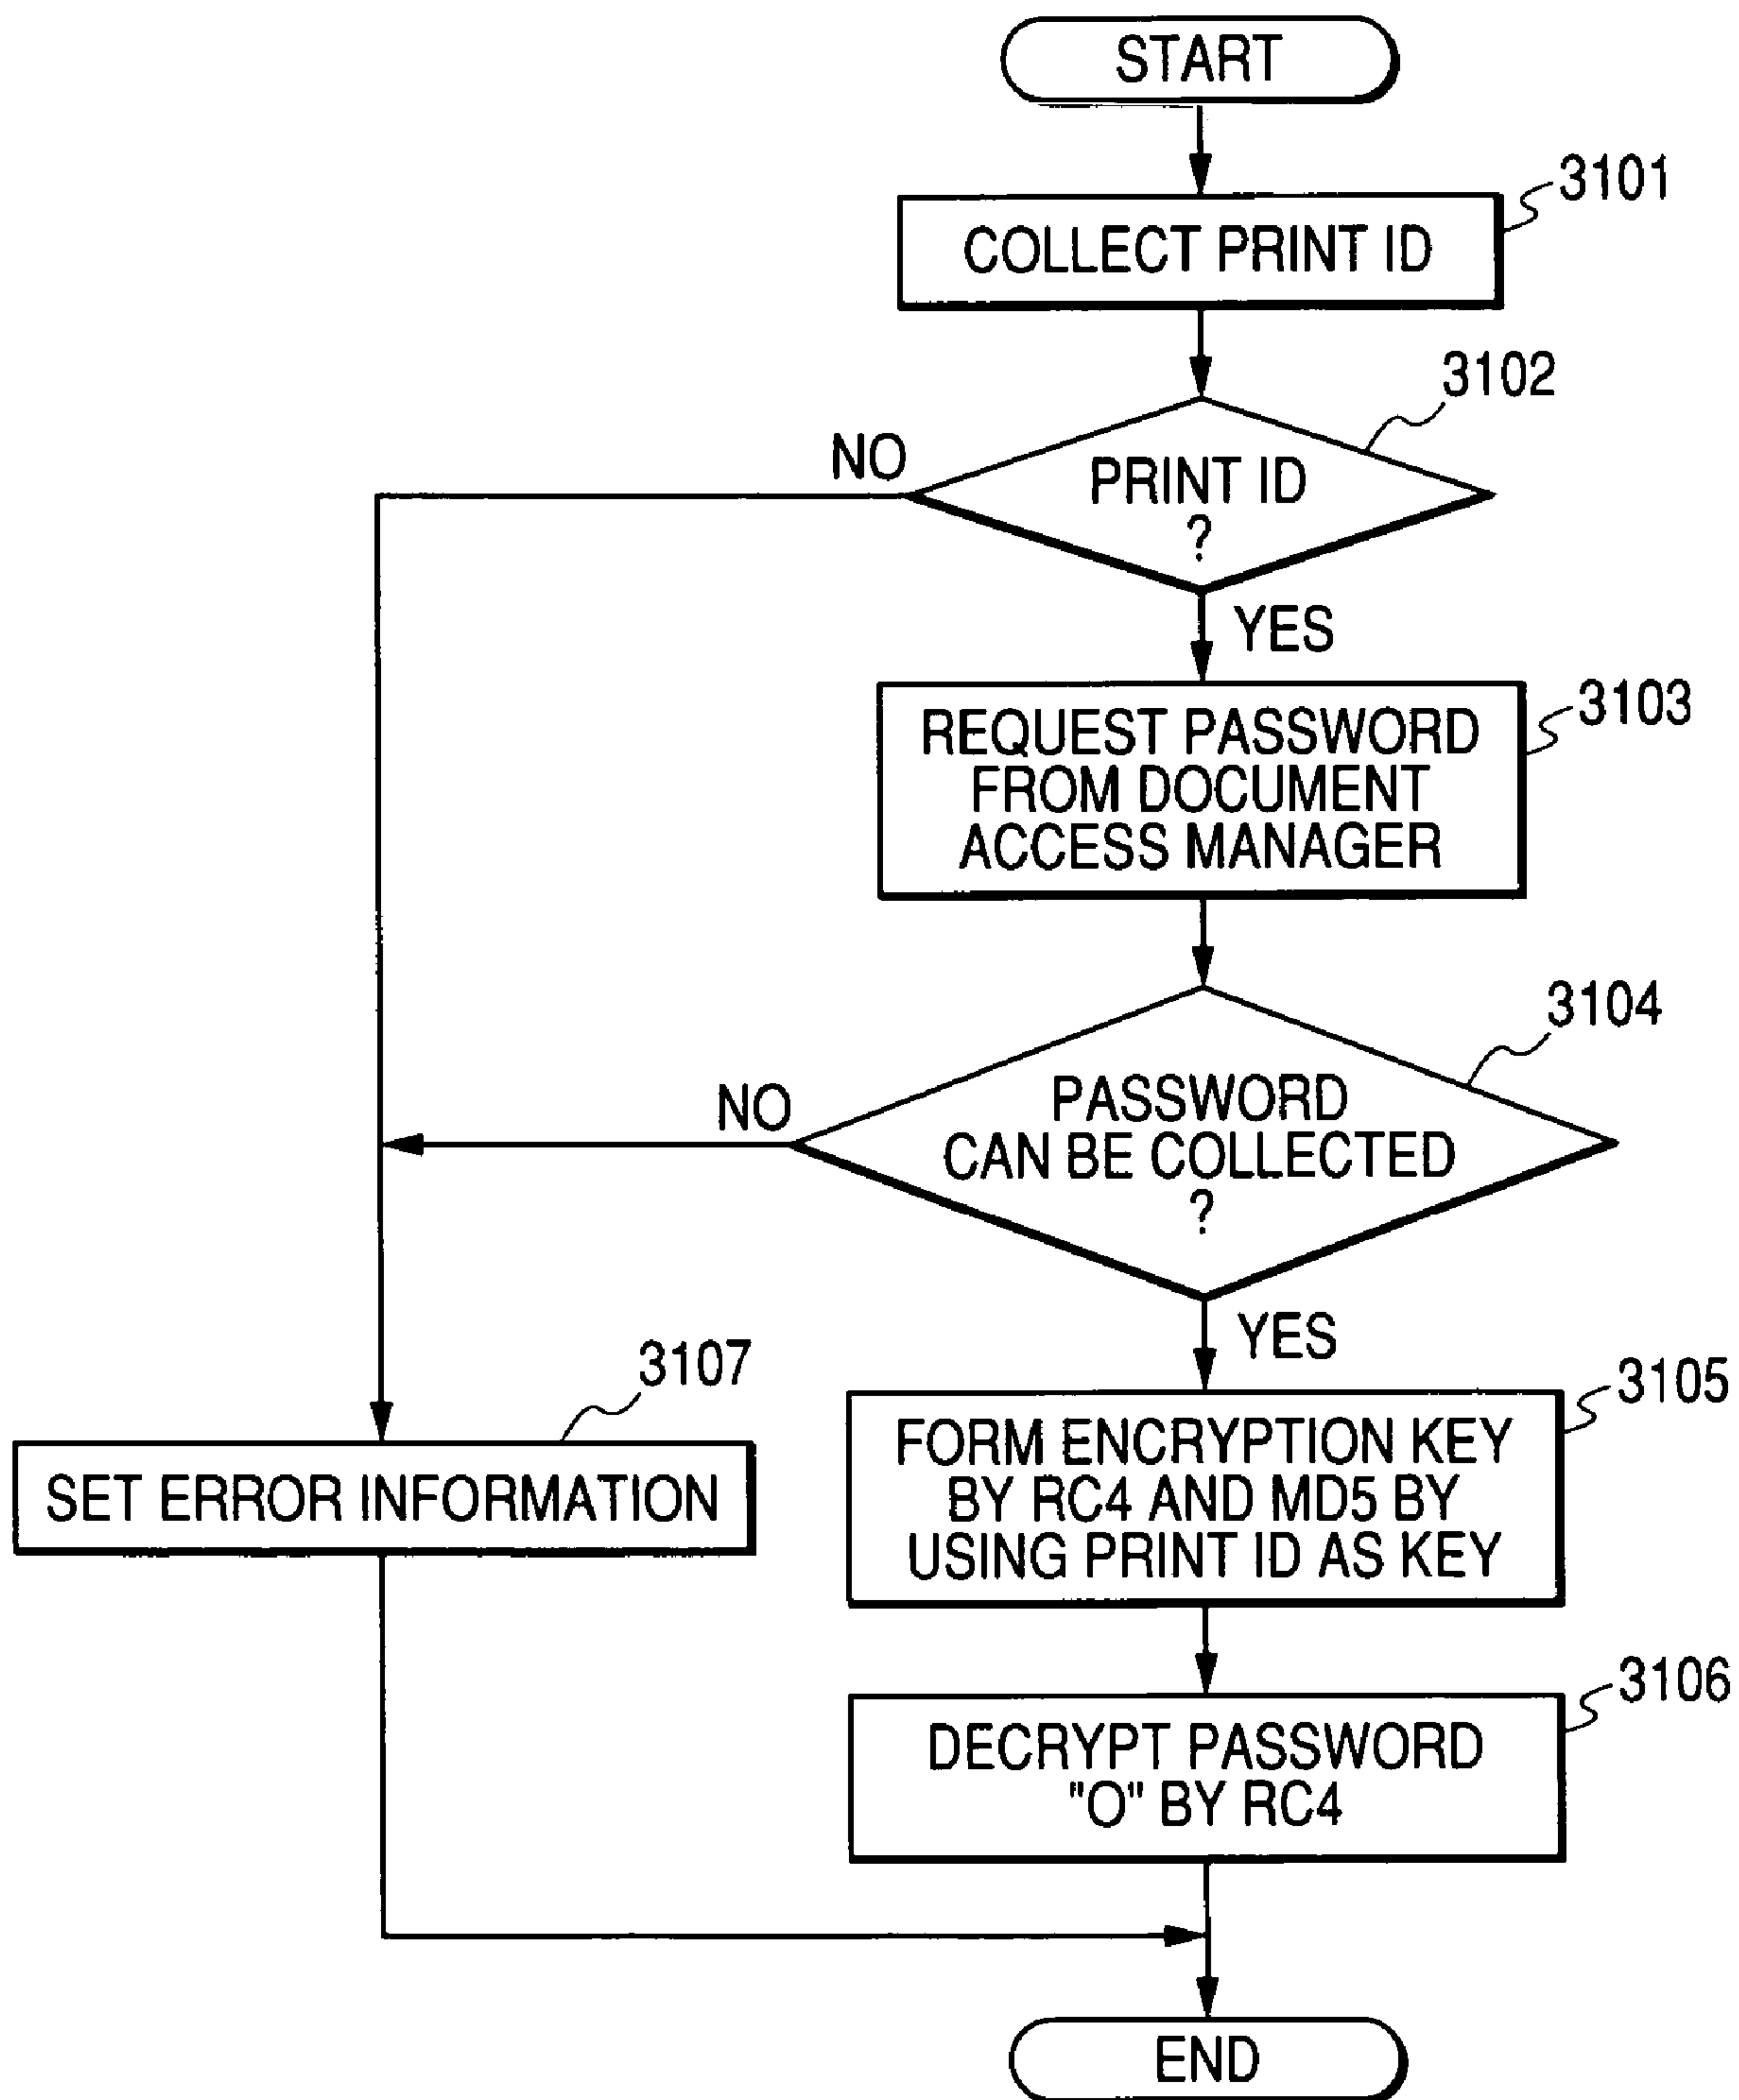 START
3101
COLLECT PRINT ID
3102
NO
PRINT ID
?
YES
3103
REQUEST PASSWORD
FROM DOCUMENT
ACCESS MANAGER
3104
NO
PASSWORD
CAN BE COLLECTED
?
YES
3107
SET ERROR INFORMATION
3105
FORM ENCRYPTION KEY
BY RC4 AND MD5 BY
USING PRINT ID AS KEY
3106
DECRYPT PASSWORD
"O" BY RC4
END